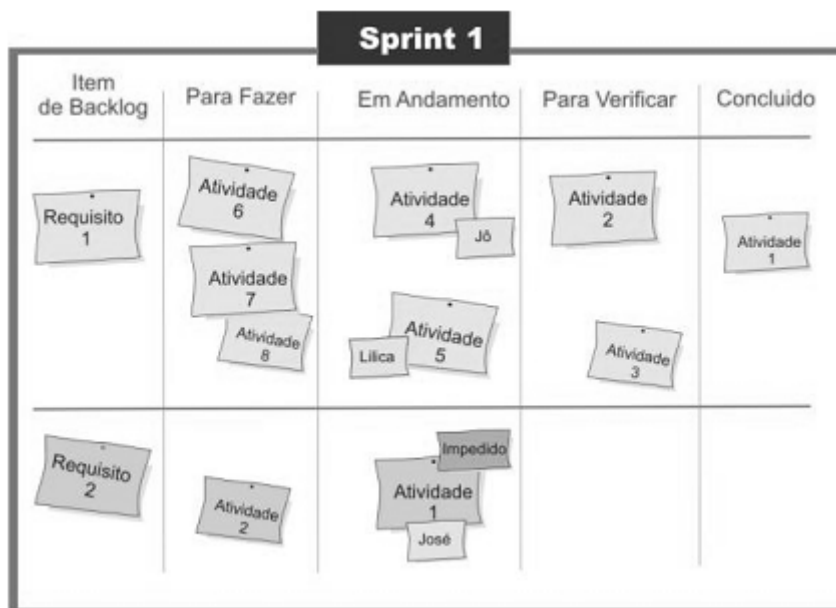 Sprint 1
Item
de Backlog
Para Fazer
Em Andamento
Para Verificar
Concluido
Requisito
1
Atividade
6
Atividade
7
Atividade
8
Atividade
4
Jô
Atividade
5
Lilica
Atividade
2
Atividade
3
Atividade
1
Requisito
2
Atividade
2
Impedido
Atividade
1
José